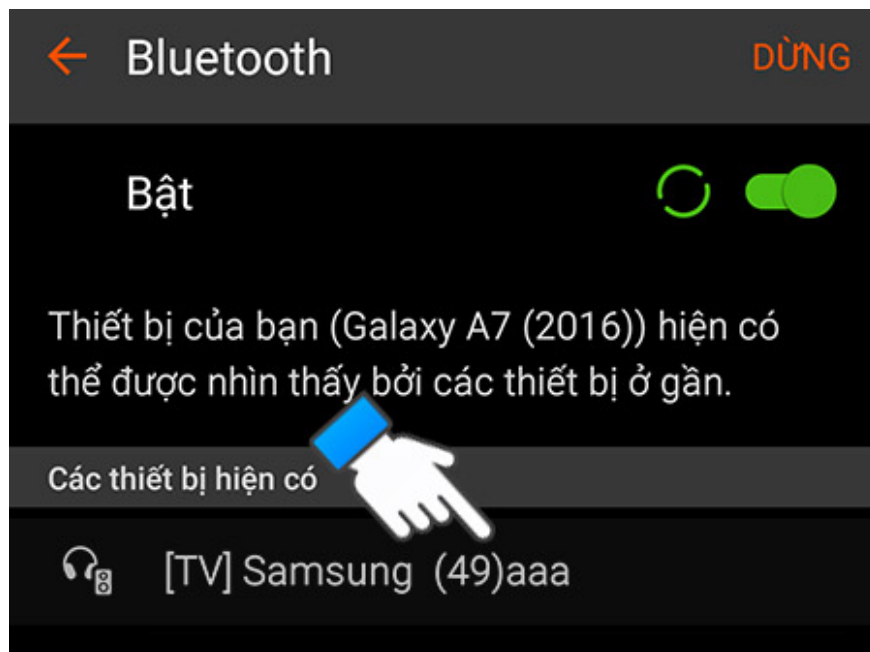 Bluetooth DỪNG
Bật
Thiết bị của bạn (Galaxy A7 (2016)) hiện có
thể được nhìn thấy bởi các thiết bị ở gần.
Các thiết bị hiện có
[TV] Samsung (49)aaa